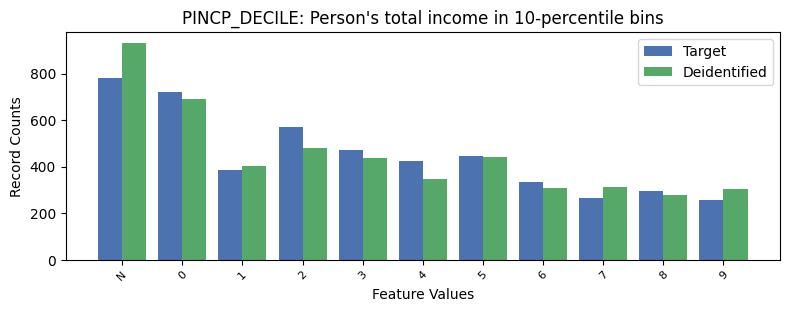 PINCP_DECILE: Person's total income in 10-percentile bins
Target
Deidentified
Record Counts
800
600
400
200
0
N 0 1 2 3 4 5 6 7 8 9
Feature Values